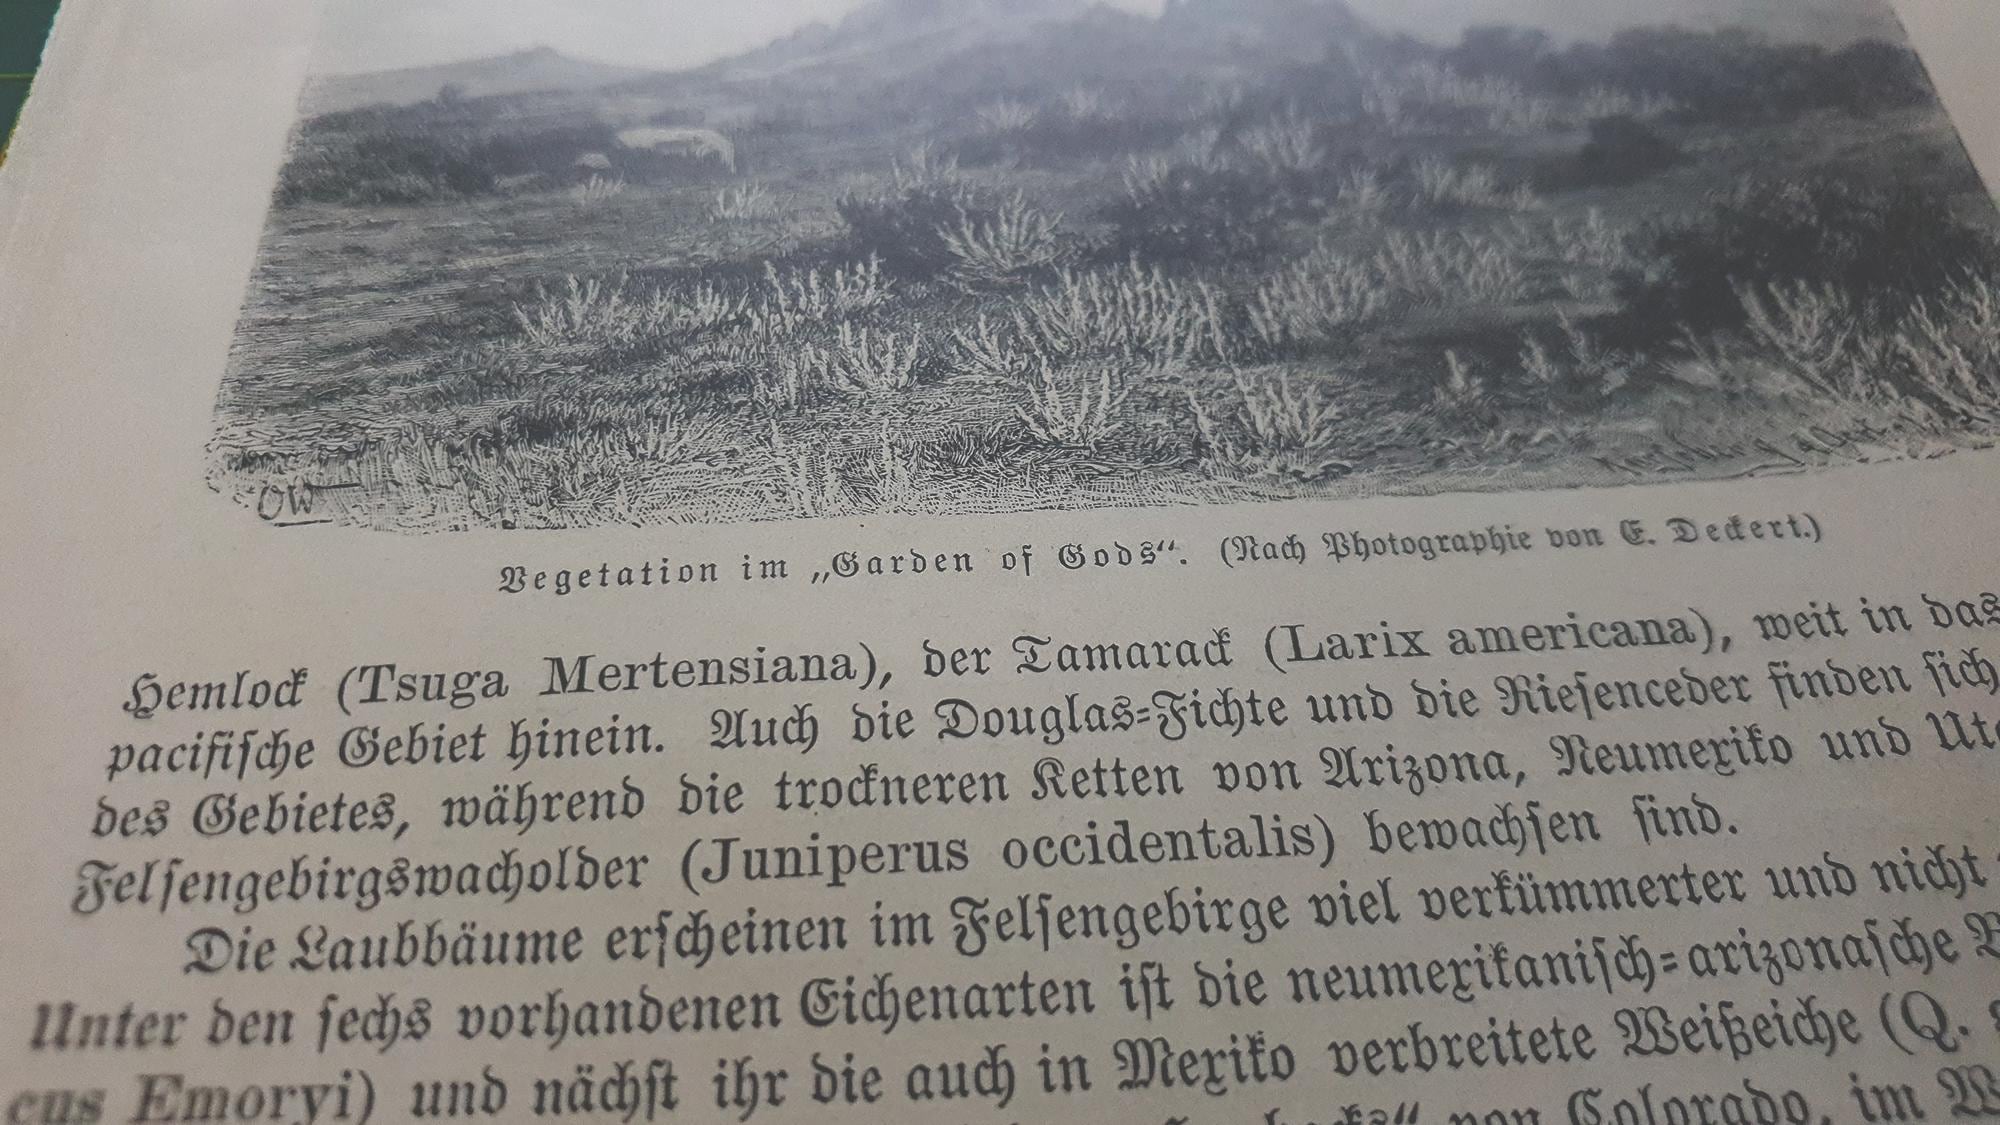 OW
Vegetation im „Garden of Gods“. (Nach Photographie von E. Deckert.)
Hemlock (Tsuga Mertensiana), der Tamarack (Larix americana), weit in das
pacifische Gebiet hinein. Auch die Douglas=Fichte und die Riesenceder finden sich
des Gebietes, während die trockneren Ketten von Arizona, Neumexiko und
Felsengebirgswacholder (Juniperus occidentalis) bewachsen sind.
Die Laubbäume erscheinen im Felsengebirge viel verkümmerter und nicht
Unter den sechs vorhandenen Eichenarten ist die neumexikanisch=arizonasche
cus Emoryi) und nächst ihr die auch in Mexiko verbreitete Weißeiche (Q.
von Colorado, im